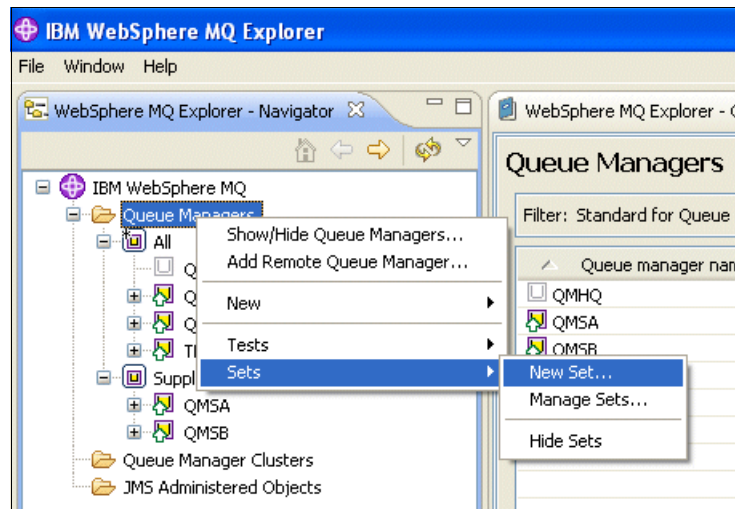 IBM WebSphere MQ Explorer
File Window Help
WebSphere MQ Explorer - Navigator
WebSphere MQ Explorer -
Queue Managers
Filter: Standard for Queue
Queue manager
QMHQ
QMSA
QMSB
IBM WebSphere MQ
Queue Managers
All
Suppl
QMSA
QMSB
Queue Manager Clusters
JMS Administered Objects
Show/Hide Queue Managers...
Add Remote Queue Manager...
New
Tests
Sets
New Set...
Manage Sets...
Hide Sets